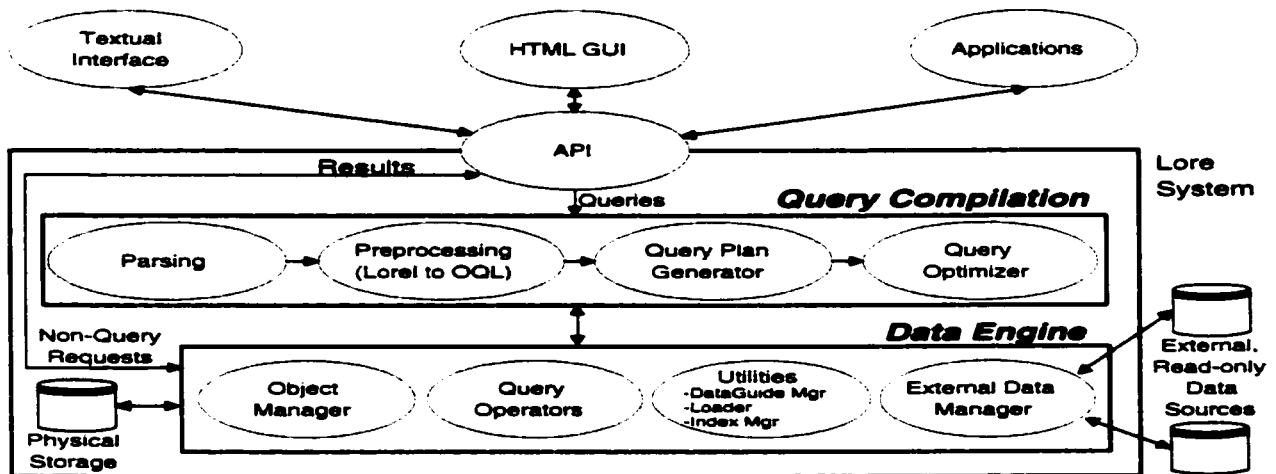 Textual
Interface
HTML GUI
Applications
API
Results
Lore
System
Queries
Query Compilation
Parsing
Preprocessing
(Lorel to OQL)
Query Plan
Generator
Query
Optimizer
Non-Query
Requests
Data Engine
Object
Manager
Query
Operators
Utilities
-DataGuide Mgr
-Loader
-Index Mgr
External Data
Manager
External,
Read-only
Data
Sources
Physical
Storage